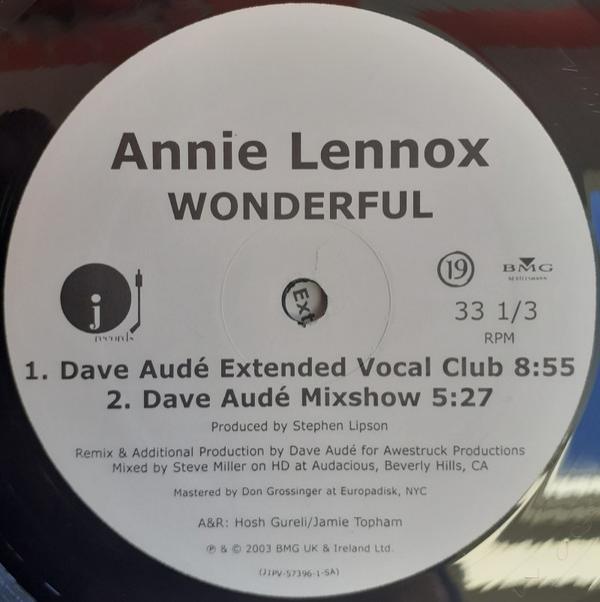 Annie Lennox
WONDERFUL
19
BMG
BERTELSMANN
j
records
33 1/3
RPM
Ext.
1. Dave Audé Extended Vocal Club 8:55
2. Dave Audé Mixshow 5:27
Produced by Stephen Lipson
Remix & Additional Production by Dave Audé for Awestruck Productions
Mixed by Steve Miller on HD at Audacious, Beverly Hills, CA
Mastered by Don Grossinger at Europadisk, NYC
A&R: Hosh Gureli/Jamie Topham
℗ & © 2003 BMG UK & Ireland Ltd.
(J1PV-57396-1-SA)